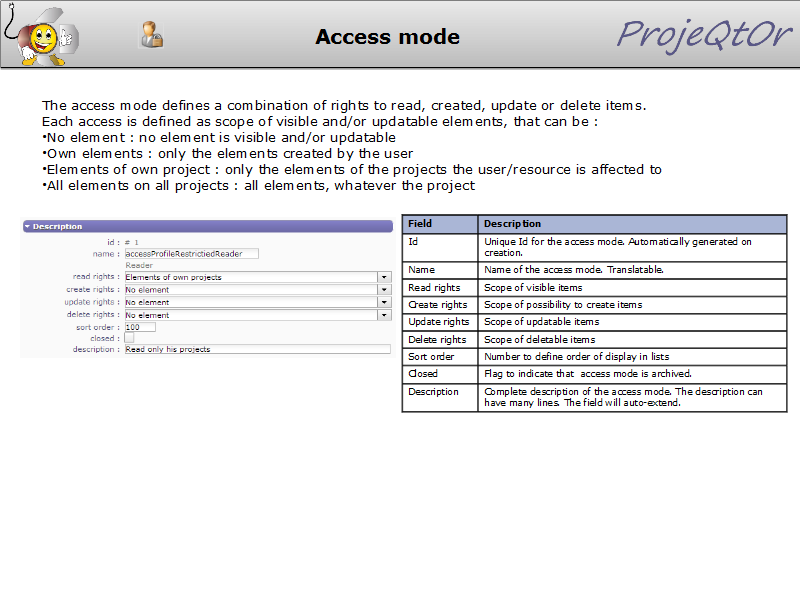 Access mode
ProjeQtOr
The access mode defines a combination of rights to read, created, update or delete items.
Each access is defined as scope of visible and/or updatable elements, that can be :
•No element : no element is visible and/or updatable
•Own elements : only the elements created by the user
•Elements of own project : only the elements of the projects the user/resource is affected to
•All elements on all projects : all elements, whatever the project
Description
id : # 1
name : accessProfileRestrictiedReader
Reader
read rights : Elements of own projects
create rights : No element
update rights : No element
delete rights : No element
sort order : 100
closed :
description : Read only his projects
Field Description
Id Unique Id for the access mode. Automatically generated on
creation.
Name Name of the access mode. Translatable.
Read rights Scope of visible items
Create rights Scope of possibility to create items
Update rights Scope of updatable items
Delete rights Scope of deletable items
Sort order Number to define order of display in lists
Closed Flag to indicate that access mode is archived.
Description Complete description of the access mode. The description can
have many lines. The field will auto-extend.